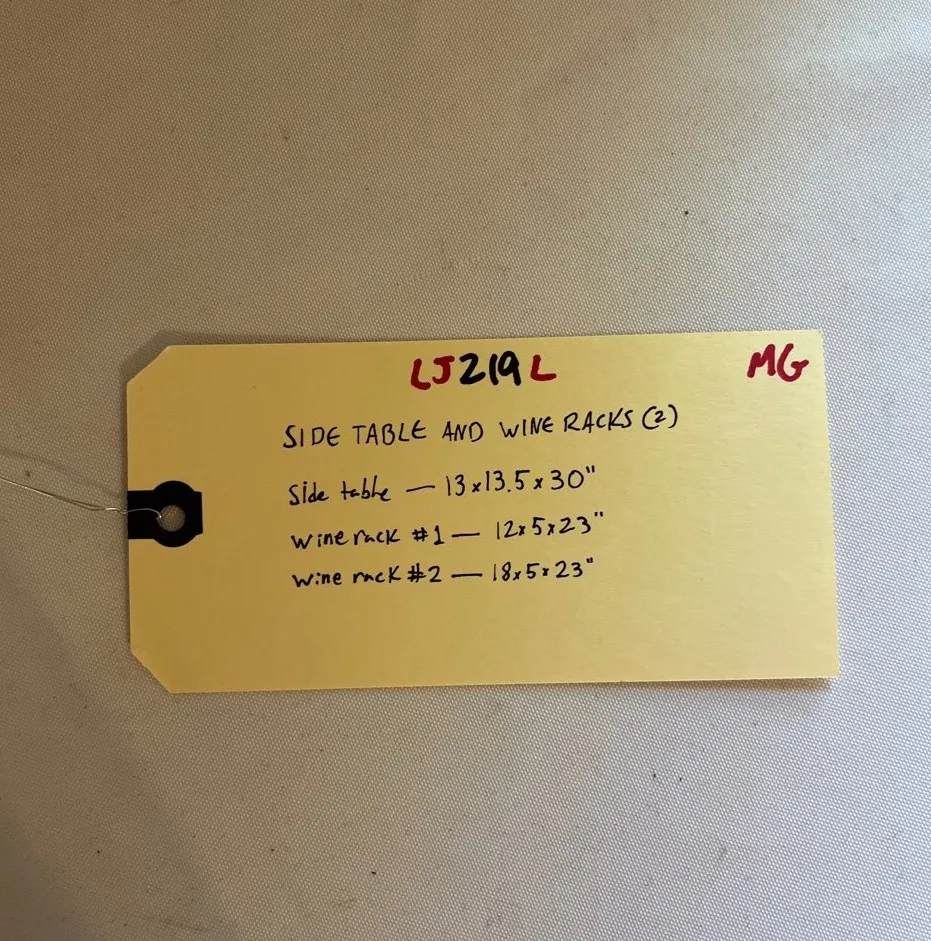 LJ219L MG
SIDE TABLE AND WINE RACKS (2)
Side table — 13x13.5x30"
wine rack #1 — 12x5x23"
wine rack #2 — 18x5x23"